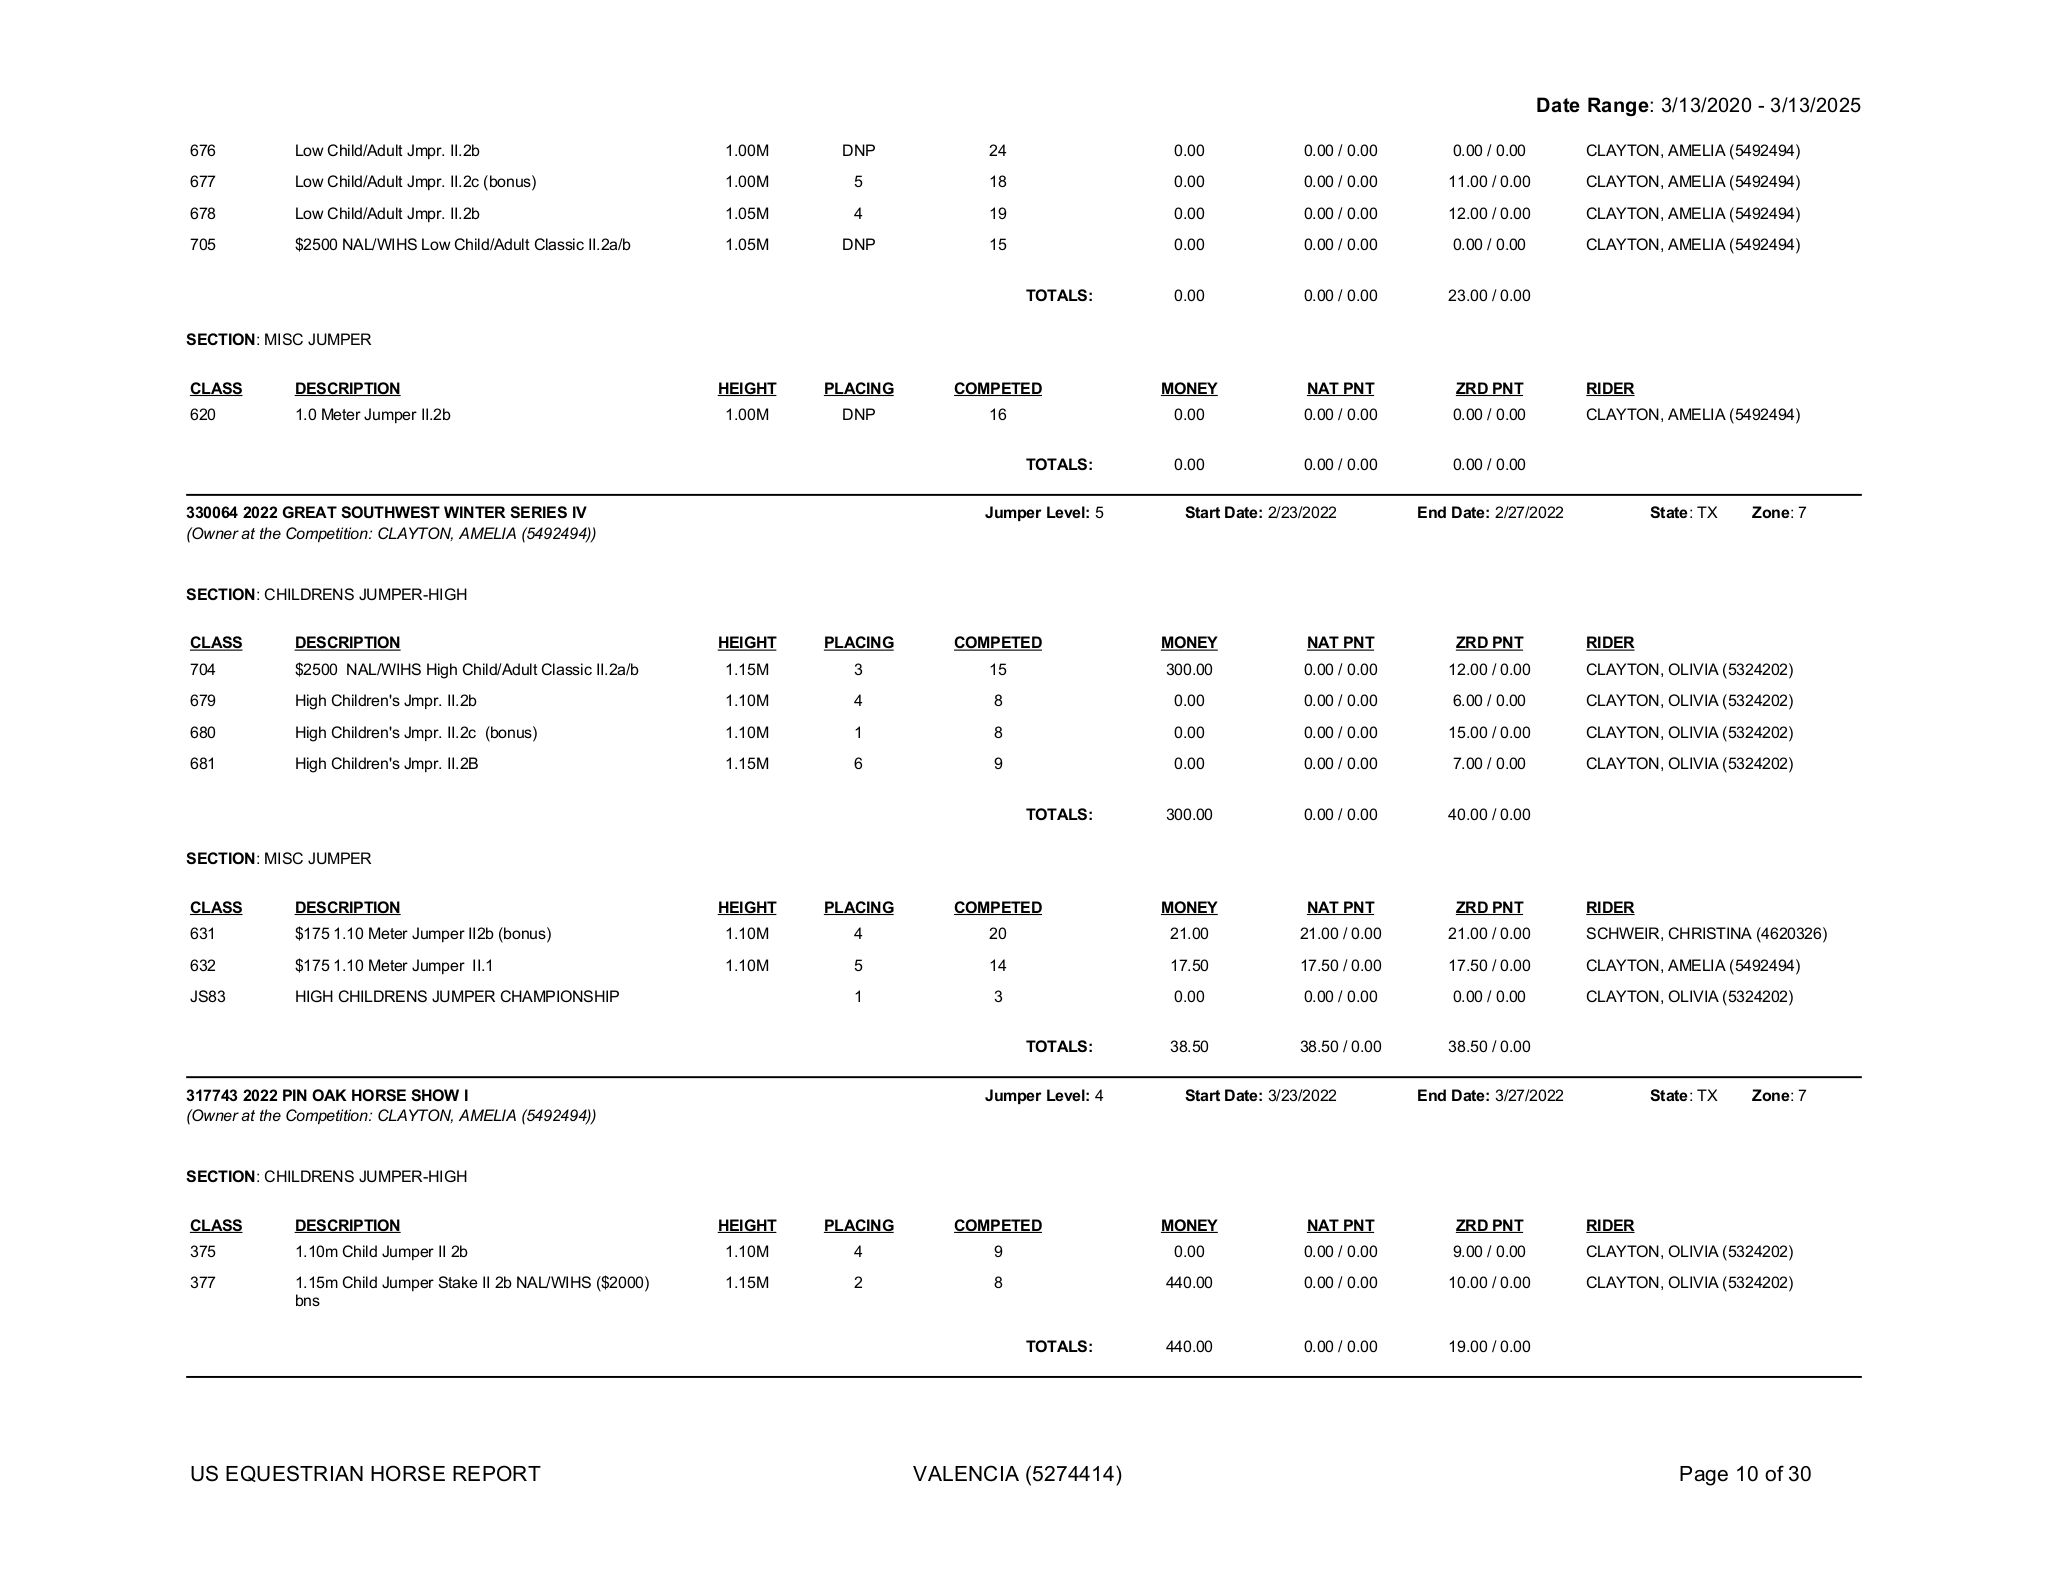 Date Range: 3/13/2020 - 3/13/2025
676 Low Child/Adult Jmpr. II.2b 1.00M DNP 24 0.00 0.00 / 0.00 0.00 / 0.00 CLAYTON, AMELIA (5492494)
677 Low Child/Adult Jmpr. II.2c (bonus) 1.00M 5 18 0.00 0.00 / 0.00 11.00 / 0.00 CLAYTON, AMELIA (5492494)
678 Low Child/Adult Jmpr. II.2b 1.05M 4 19 0.00 0.00 / 0.00 12.00 / 0.00 CLAYTON, AMELIA (5492494)
705 $2500 NAL/WIHS Low Child/Adult Classic II.2a/b 1.05M DNP 15 0.00 0.00 / 0.00 0.00 / 0.00 CLAYTON, AMELIA (5492494)
TOTALS: 0.00 0.00 / 0.00 23.00 / 0.00
SECTION: MISC JUMPER
CLASS DESCRIPTION HEIGHT PLACING COMPETED MONEY NAT PNT ZRD PNT RIDER
620 1.0 Meter Jumper II.2b 1.00M DNP 16 0.00 0.00 / 0.00 0.00 / 0.00 CLAYTON, AMELIA (5492494)
TOTALS: 0.00 0.00 / 0.00 0.00 / 0.00
330064 2022 GREAT SOUTHWEST WINTER SERIES IV Jumper Level: 5 Start Date: 2/23/2022 End Date: 2/27/2022 State: TX Zone: 7
(Owner at the Competition: CLAYTON, AMELIA (5492494))
SECTION: CHILDRENS JUMPER-HIGH
CLASS DESCRIPTION HEIGHT PLACING COMPETED MONEY NAT PNT ZRD PNT RIDER
704 $2500  NAL/WIHS High Child/Adult Classic II.2a/b 1.15M 3 15 300.00 0.00 / 0.00 12.00 / 0.00 CLAYTON, OLIVIA (5324202)
679 High Children's Jmpr. II.2b 1.10M 4 8 0.00 0.00 / 0.00 6.00 / 0.00 CLAYTON, OLIVIA (5324202)
680 High Children's Jmpr. II.2c  (bonus) 1.10M 1 8 0.00 0.00 / 0.00 15.00 / 0.00 CLAYTON, OLIVIA (5324202)
681 High Children's Jmpr. II.2B 1.15M 6 9 0.00 0.00 / 0.00 7.00 / 0.00 CLAYTON, OLIVIA (5324202)
TOTALS: 300.00 0.00 / 0.00 40.00 / 0.00
SECTION: MISC JUMPER
CLASS DESCRIPTION HEIGHT PLACING COMPETED MONEY NAT PNT ZRD PNT RIDER
631 $175 1.10 Meter Jumper II2b (bonus) 1.10M 4 20 21.00 21.00 / 0.00 21.00 / 0.00 SCHWEIR, CHRISTINA (4620326)
632 $175 1.10 Meter Jumper  II.1 1.10M 5 14 17.50 17.50 / 0.00 17.50 / 0.00 CLAYTON, AMELIA (5492494)
JS83 HIGH CHILDRENS JUMPER CHAMPIONSHIP 1 3 0.00 0.00 / 0.00 0.00 / 0.00 CLAYTON, OLIVIA (5324202)
TOTALS: 38.50 38.50 / 0.00 38.50 / 0.00
317743 2022 PIN OAK HORSE SHOW I Jumper Level: 4 Start Date: 3/23/2022 End Date: 3/27/2022 State: TX Zone: 7
(Owner at the Competition: CLAYTON, AMELIA (5492494))
SECTION: CHILDRENS JUMPER-HIGH
CLASS DESCRIPTION HEIGHT PLACING COMPETED MONEY NAT PNT ZRD PNT RIDER
375 1.10m Child Jumper II 2b 1.10M 4 9 0.00 0.00 / 0.00 9.00 / 0.00 CLAYTON, OLIVIA (5324202)
377 1.15m Child Jumper Stake II 2b NAL/WIHS ($2000) 1.15M 2 8 440.00 0.00 / 0.00 10.00 / 0.00 CLAYTON, OLIVIA (5324202)
bns
TOTALS: 440.00 0.00 / 0.00 19.00 / 0.00
US EQUESTRIAN HORSE REPORT VALENCIA (5274414) Page 10 of 30